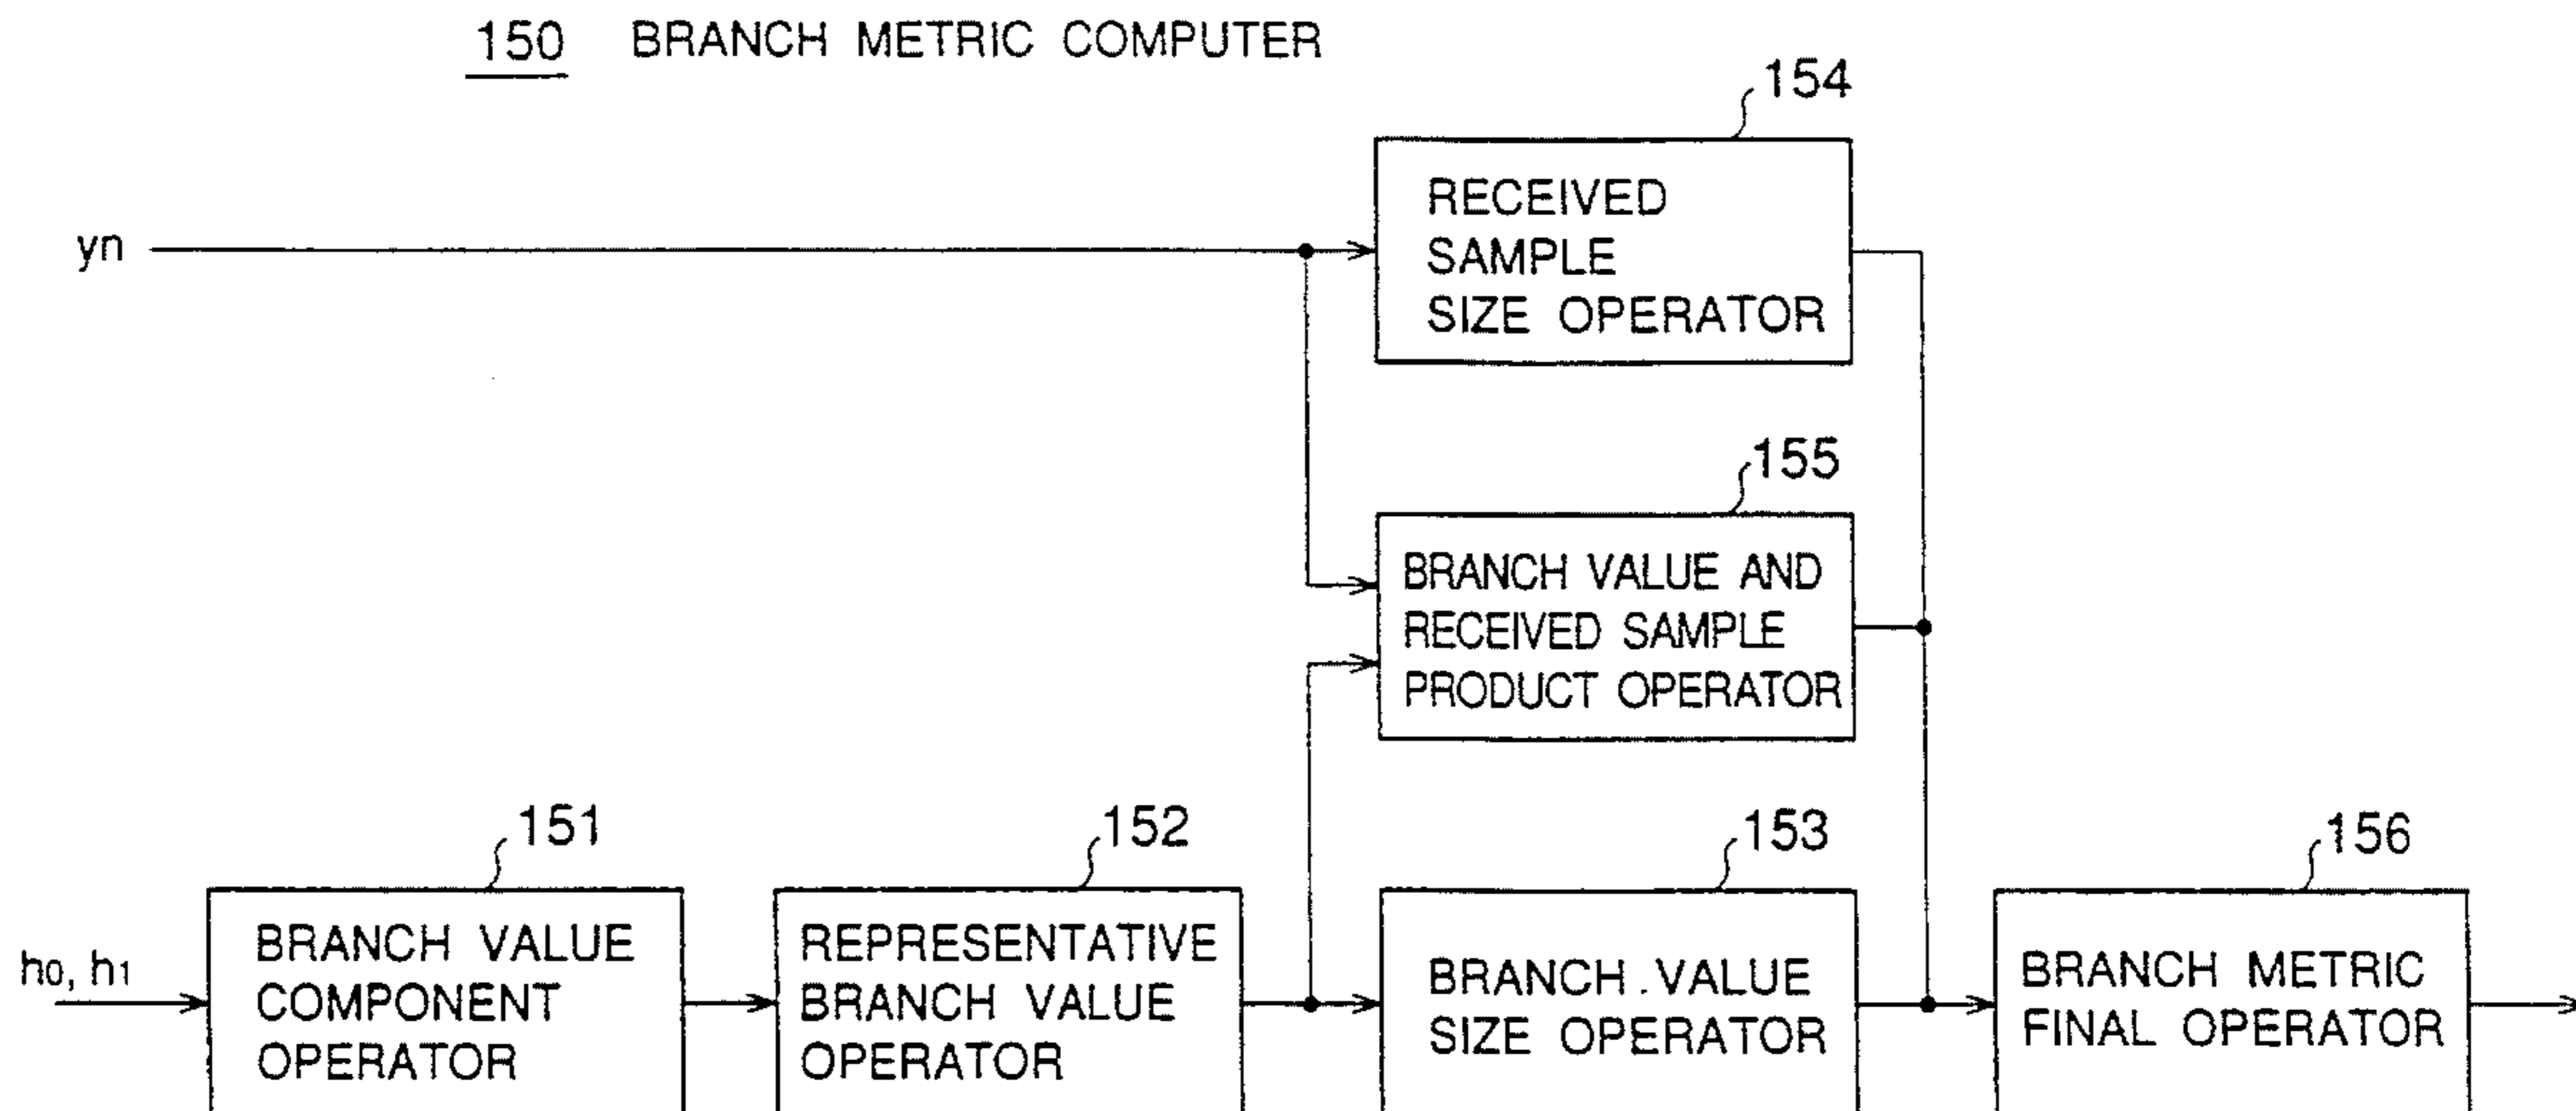 150 BRANCH METRIC COMPUTER
154
RECEIVED
SAMPLE
SIZE OPERATOR
yn
155
BRANCH VALUE AND
RECEIVED SAMPLE
PRODUCT OPERATOR
151
152
153
156
h0, h1
BRANCH VALUE
COMPONENT
OPERATOR
REPRESENTATIVE
BRANCH VALUE
OPERATOR
BRANCH VALUE
SIZE OPERATOR
BRANCH METRIC
FINAL OPERATOR